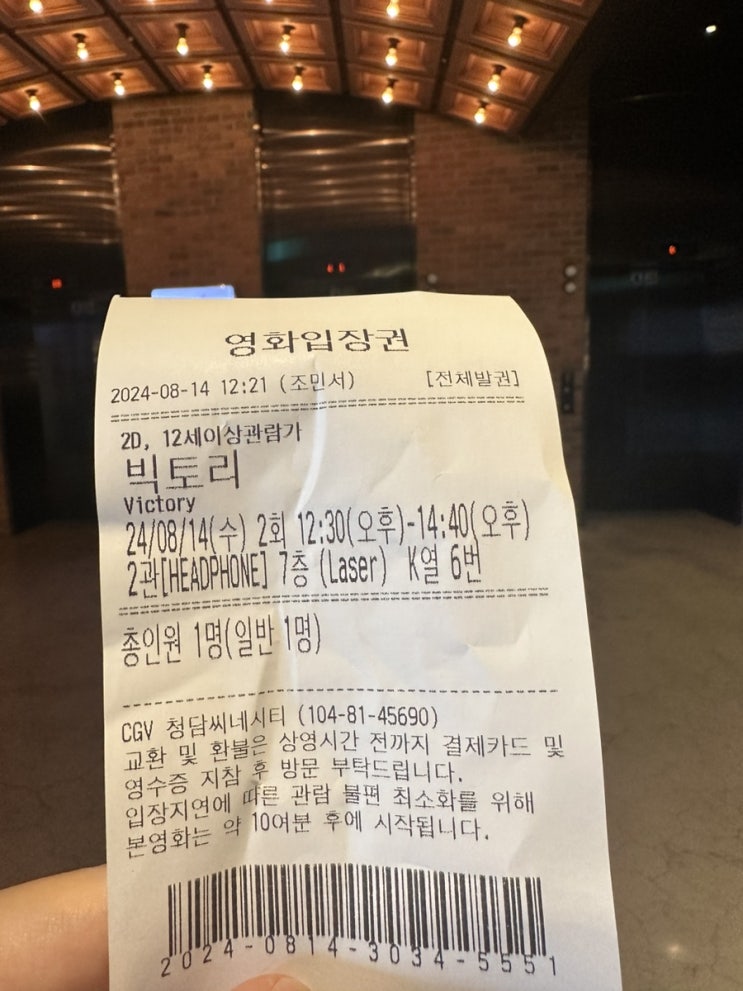 영화입장권
2024-08-14 12:21 (조민서) [전체발권]
2D, 12세이상관람가
빅토리
Victory
24/08/14(수) 2회 12:30(오후)-14:40(오후)
2관[HEADPHONE] 7층 (Laser) K열 6번
총인원 1명(일반 1명)
CGV 청담씨네시티 (104-81-45690)
교환 및 환불은 상영시간 전까지 결제카드 및
영수증 지참 후 방문 부탁드립니다.
입장지연에 따른 관람 불편 최소화를 위해
본영화는 약 10여분 후에 시작됩니다.
2024-0814-3034-5551